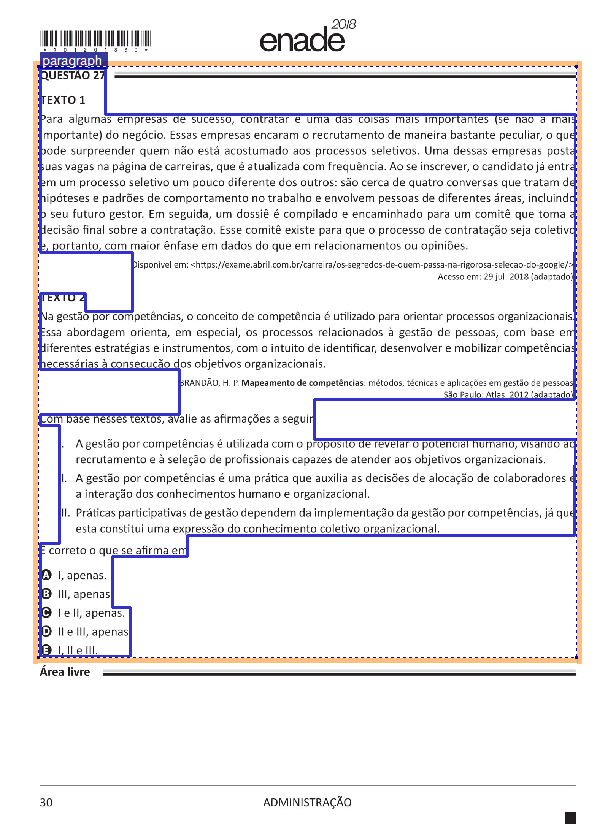 enade 2018
*R0120183 0*
paragraph
QUESTÃO 27
TEXTO 1
Para algumas empresas de sucesso, contratar é uma das coisas mais importantes (se não a mais
importante) do negócio. Essas empresas encaram o recrutamento de maneira bastante peculiar, o que
pode surpreender quem não está acostumado aos processos seletivos. Uma dessas empresas posta
suas vagas na página de carreiras, que é atualizada com frequência. Ao se inscrever, o candidato já entra
em um processo seletivo um pouco diferente dos outros: são cerca de quatro conversas que tratam de
hipóteses e padrões de comportamento no trabalho e envolvem pessoas de diferentes áreas, incluindo
o seu futuro gestor. Em seguida, um dossiê é compilado e encaminhado para um comitê que toma a
decisão final sobre a contratação. Esse comitê existe para que o processo de contratação seja coletivo
e, portanto, com maior ênfase em dados do que em relacionamentos ou opiniões.
Disponível em: <https://exame.abril.com.br/carreira/os-segredos-de-quem-passa-na-rigorosa-selecao-do-google/>
Acesso em: 29 jul. 2018 (adaptado)
TEXTO 2
Na gestão por competências, o conceito de competência é utilizado para orientar processos organizacionais.
Essa abordagem orienta, em especial, os processos relacionados à gestão de pessoas, com base em
diferentes estratégias e instrumentos, com o intuito de identificar, desenvolver e mobilizar competências
necessárias à consecução dos objetivos organizacionais.
BRANDÃO, H. P. Mapeamento de competências: métodos, técnicas e aplicações em gestão de pessoas.
São Paulo: Atlas, 2012 (adaptado)
Com base nesses textos, avalie as afirmações a seguir
I. A gestão por competências é utilizada com o propósito de revelar o potencial humano, visando ao
recrutamento e à seleção de profissionais capazes de atender aos objetivos organizacionais.
II. A gestão por competências é uma prática que auxilia as decisões de alocação de colaboradores e
a interação dos conhecimentos humano e organizacional.
III. Práticas participativas de gestão dependem da implementação da gestão por competências, já que
esta constitui uma expressão do conhecimento coletivo organizacional.
É correto o que se afirma em
A I, apenas.
B III, apenas
C I e II, apenas.
D II e III, apenas
E I, II e III.
Área livre
30
ADMINISTRAÇÃO